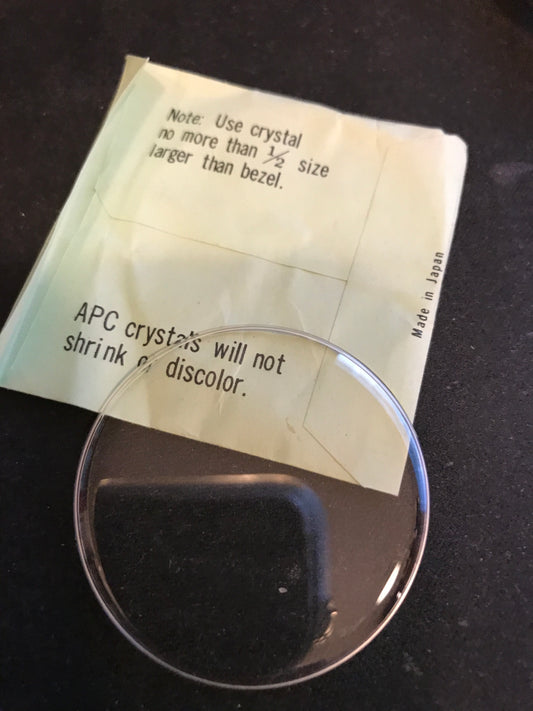 Note: Use crystal
no more than 1/2 size
larger than bezel.
APC crystals will not
shrink or discolor.
Made in Japan